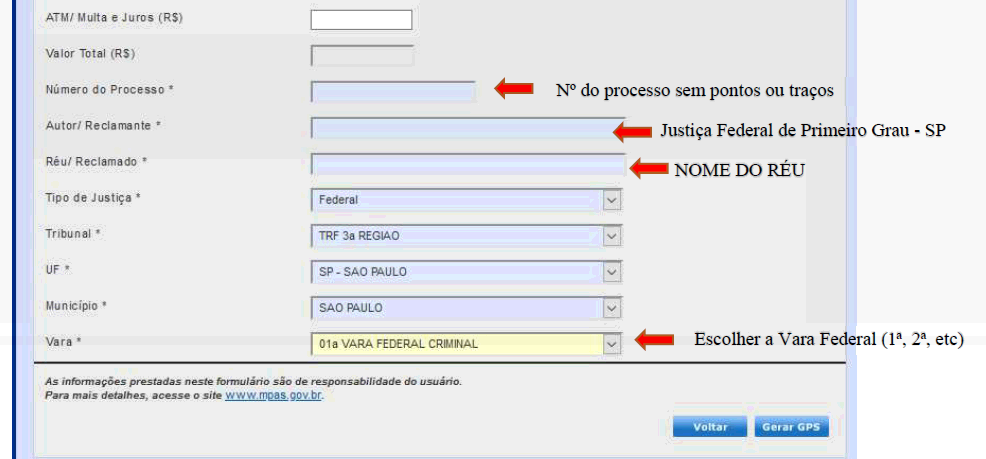 ATM/ Multa e Juros (R$)
Valor Total (R$)
Número do Processo *
Nº do processo sem pontos ou traços
Autor/ Reclamante *
Justiça Federal de Primeiro Grau - SP
Réu/ Reclamado *
NOME DO RÉU
Tipo de Justiça * Federal
Tribunal * TRF 3a REGIAO
UF * SP - SAO PAULO
Município * SAO PAULO
Vara * 01a VARA FEDERAL CRIMINAL
Escolher a Vara Federal (1ª, 2ª, etc)
As informações prestadas neste formulário são de responsabilidade do usuário.
Para mais detalhes, acesse o site www.mpas.gov.br.
Voltar Gerar GPS